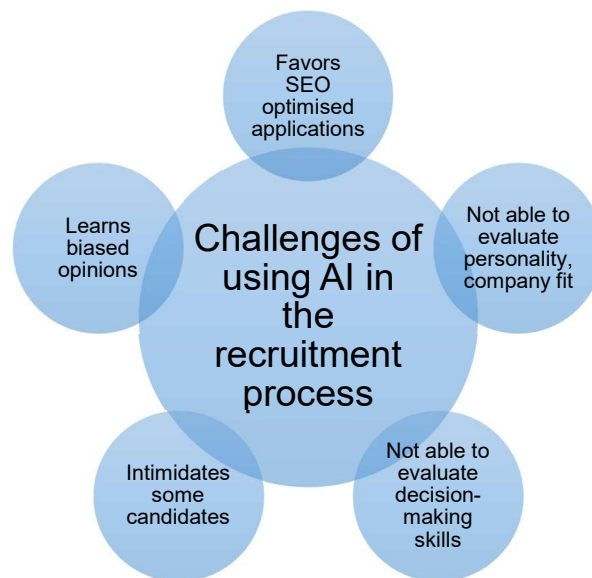 Favors
SEO
optimised
applications
Learns
biased
opinions
Challenges of
using AI in
the
recruitment
process
Not able to
evaluate
personality,
company fit
Intimidates
some
candidates
Not able to
evaluate
decision-
making
skills